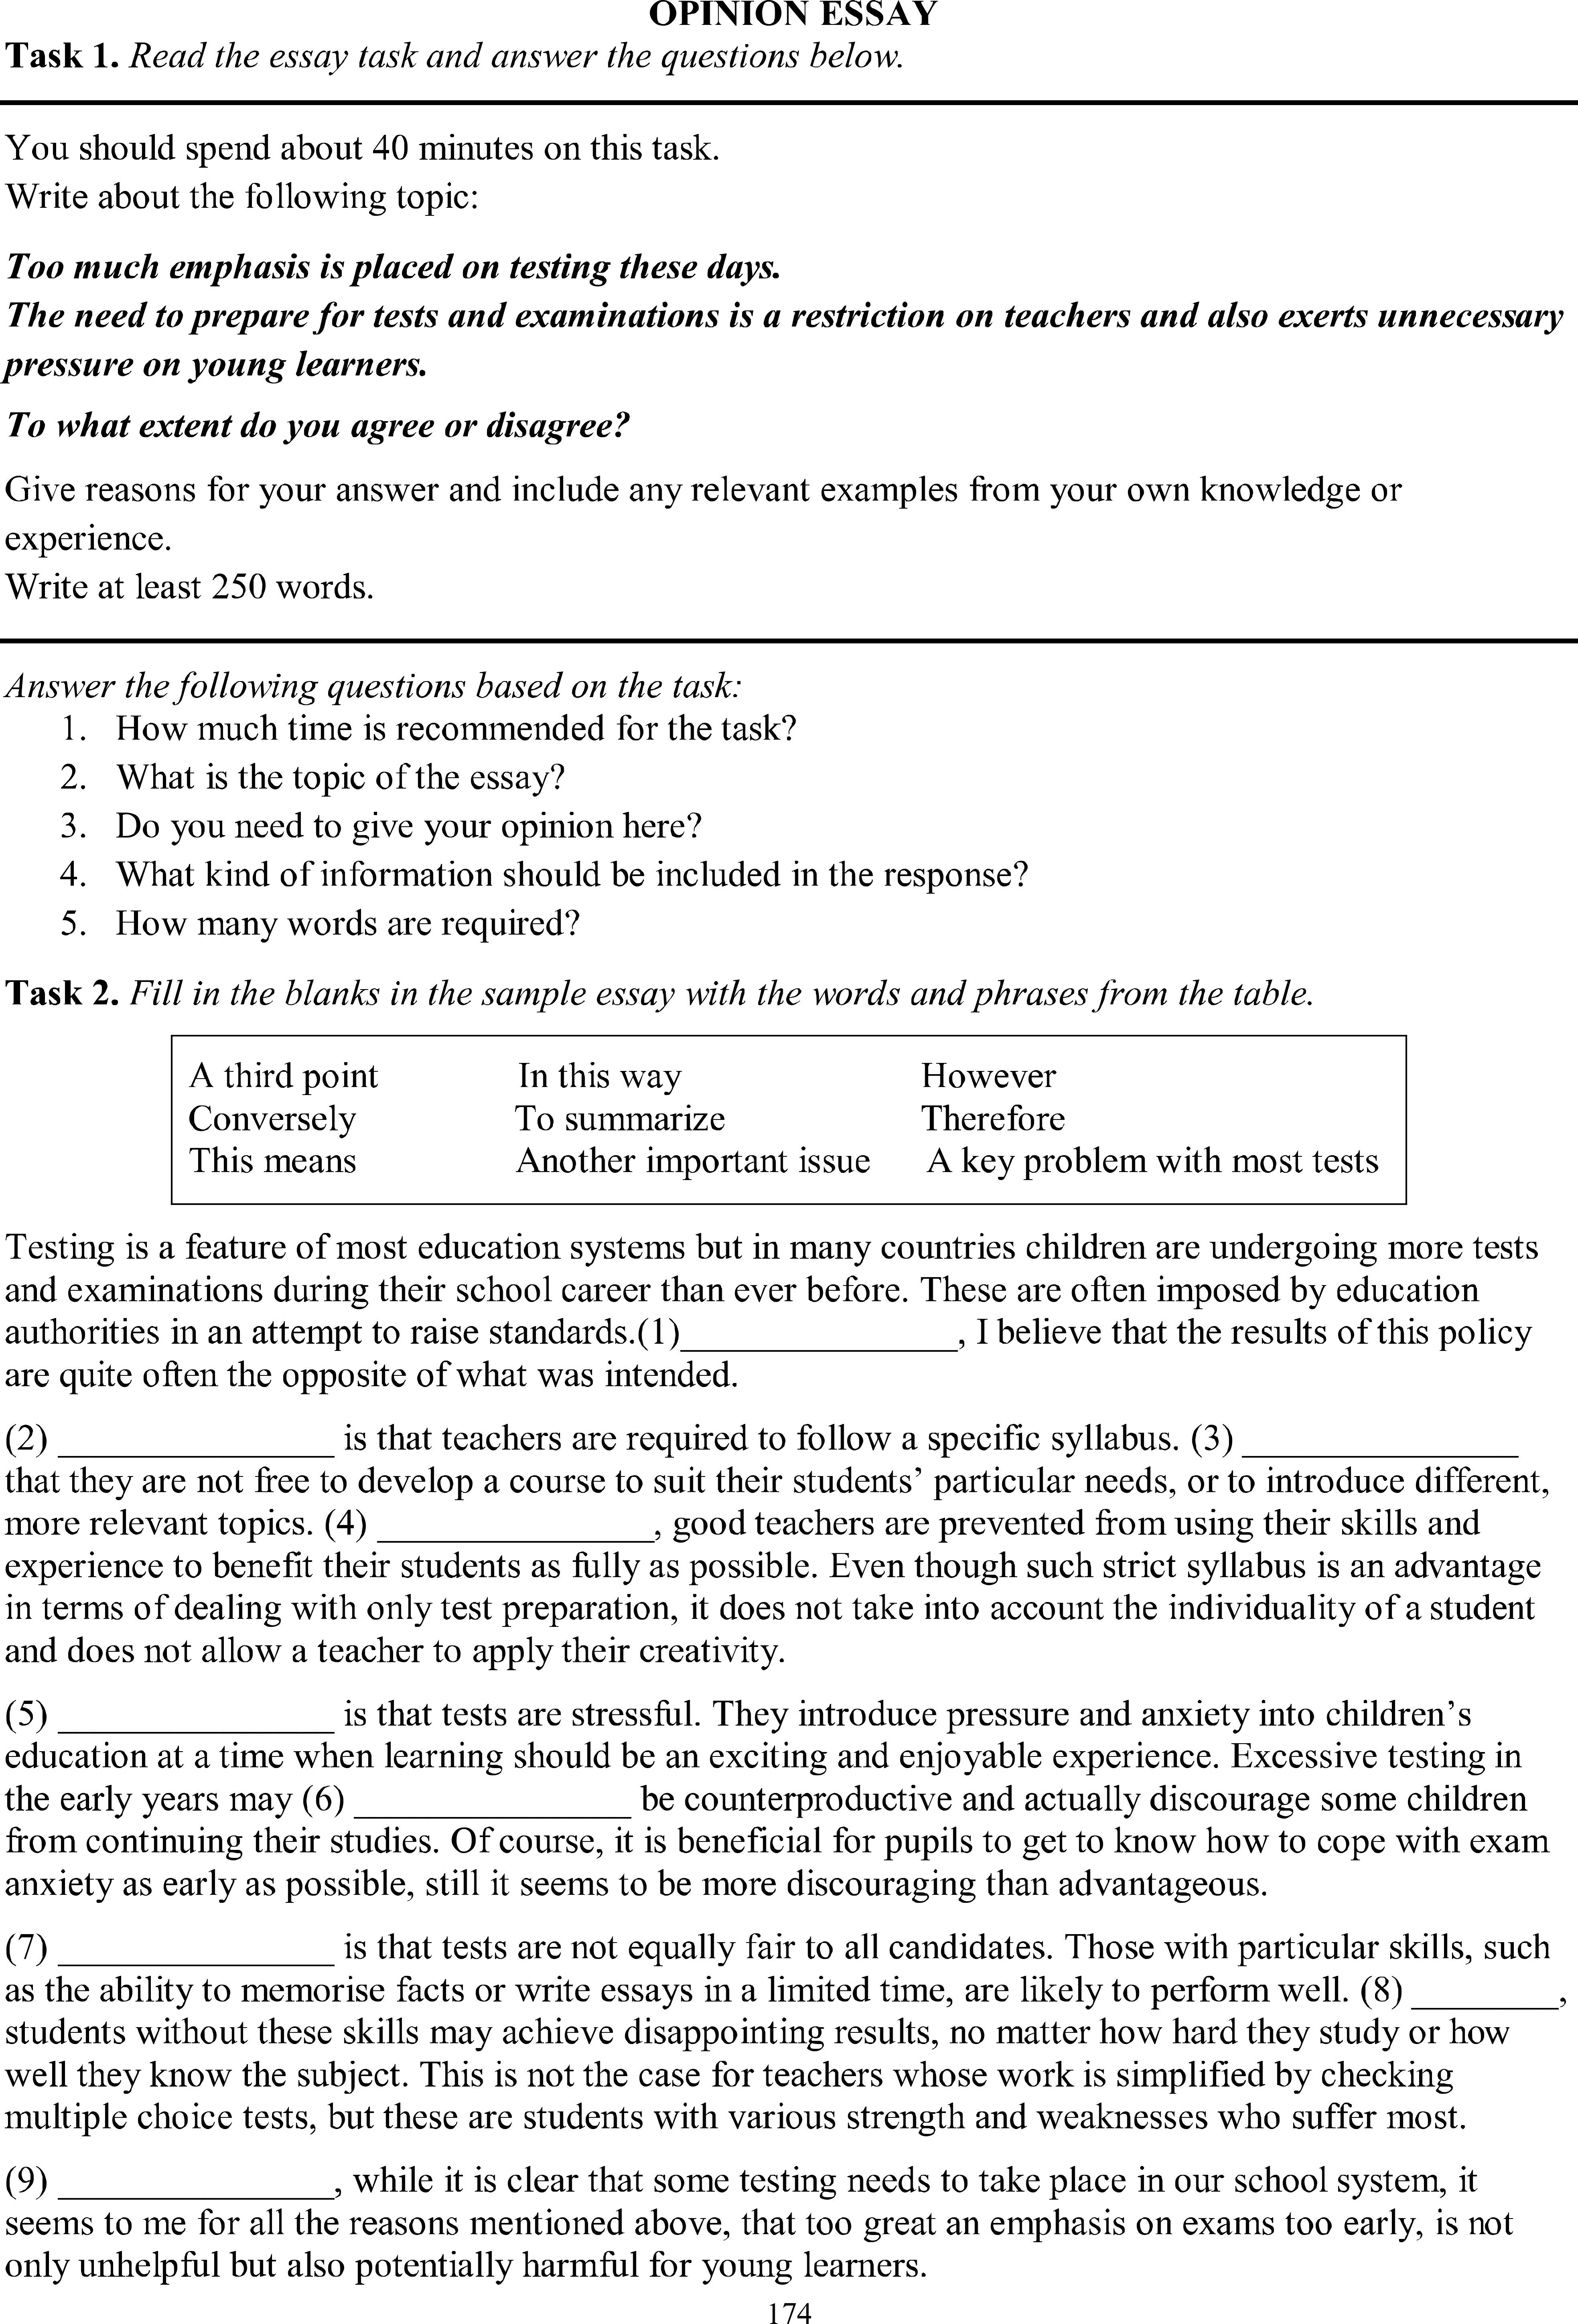 OPINION ESSAY
Task 1. Read the essay task and answer the questions below.
You should spend about 40 minutes on this task.
Write about the following topic:
Too much emphasis is placed on testing these days.
The need to prepare for tests and examinations is a restriction on teachers and also exerts unnecessary
pressure on young learners.
To what extent do you agree or disagree?
Give reasons for your answer and include any relevant examples from your own knowledge or
experience.
Write at least 250 words.
Answer the following questions based on the task:
1. How much time is recommended for the task?
2. What is the topic of the essay?
3. Do you need to give your opinion here?
4. What kind of information should be included in the response?
5. How many words are required?
Task 2. Fill in the blanks in the sample essay with the words and phrases from the table.
A third point In this way However
Conversely To summarize Therefore
This means Another important issue A key problem with most tests
Testing is a feature of most education systems but in many countries children are undergoing more tests
and examinations during their school career than ever before. These are often imposed by education
authorities in an attempt to raise standards.(1)_______________, I believe that the results of this policy
are quite often the opposite of what was intended.
(2) _______________ is that teachers are required to follow a specific syllabus. (3) _______________
that they are not free to develop a course to suit their students’ particular needs, or to introduce different,
more relevant topics. (4) _______________, good teachers are prevented from using their skills and
experience to benefit their students as fully as possible. Even though such strict syllabus is an advantage
in terms of dealing with only test preparation, it does not take into account the individuality of a student
and does not allow a teacher to apply their creativity.
(5) _______________ is that tests are stressful. They introduce pressure and anxiety into children’s
education at a time when learning should be an exciting and enjoyable experience. Excessive testing in
the early years may (6) _______________ be counterproductive and actually discourage some children
from continuing their studies. Of course, it is beneficial for pupils to get to know how to cope with exam
anxiety as early as possible, still it seems to be more discouraging than advantageous.
(7) _______________ is that tests are not equally fair to all candidates. Those with particular skills, such
as the ability to memorise facts or write essays in a limited time, are likely to perform well. (8) ________,
students without these skills may achieve disappointing results, no matter how hard they study or how
well they know the subject. This is not the case for teachers whose work is simplified by checking
multiple choice tests, but these are students with various strength and weaknesses who suffer most.
(9) _______________, while it is clear that some testing needs to take place in our school system, it
seems to me for all the reasons mentioned above, that too great an emphasis on exams too early, is not
only unhelpful but also potentially harmful for young learners.
174